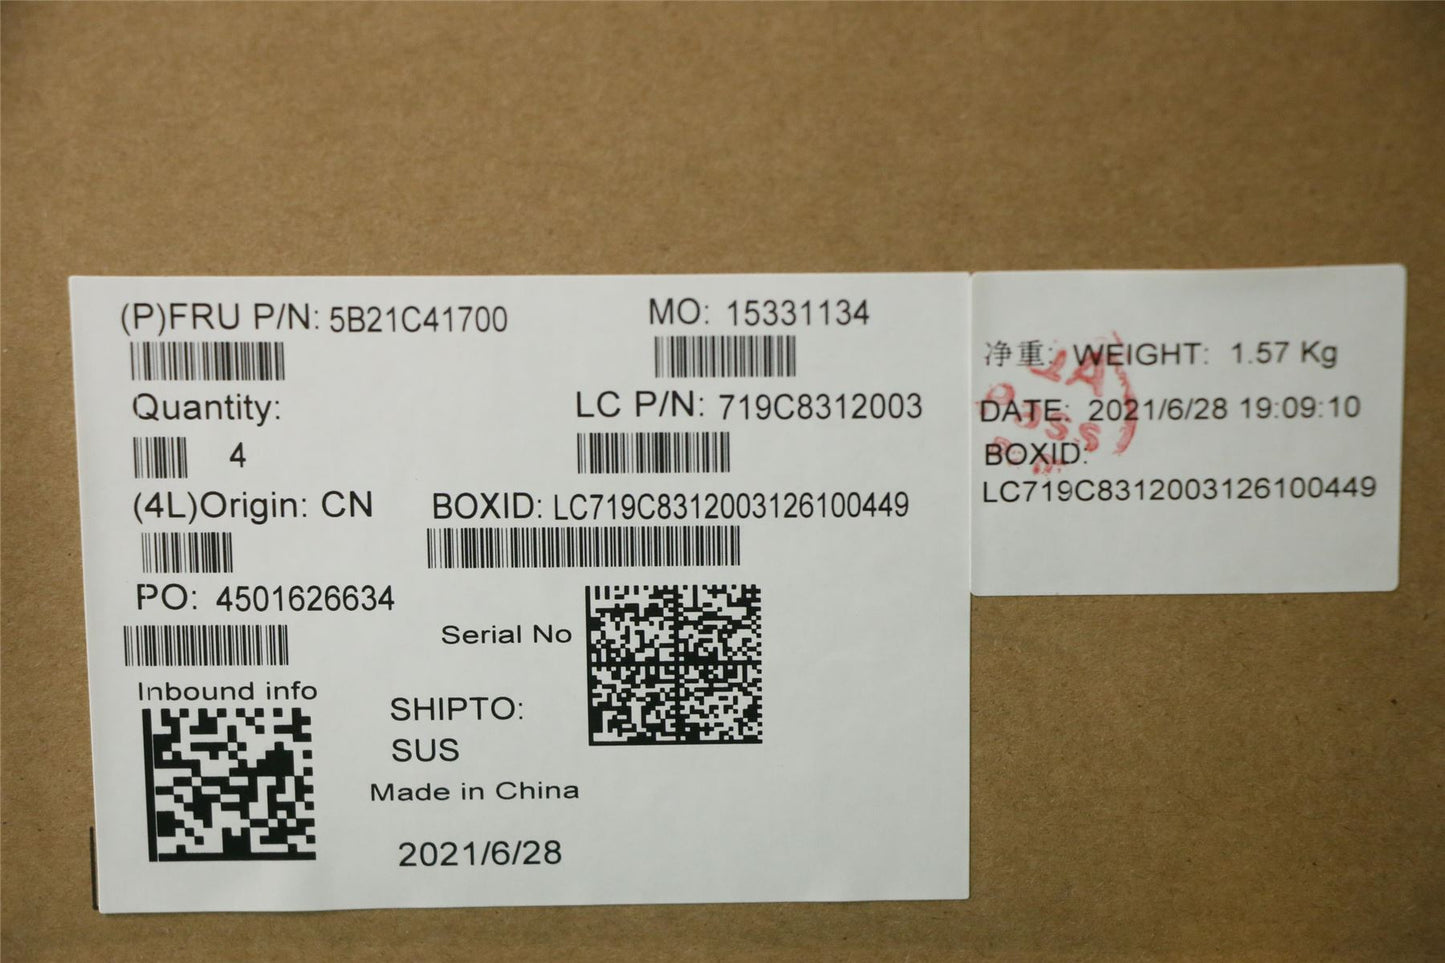 (P)FRU P/N: 5B21C41700
MO: 15331134
Quantity:
4
LC P/N: 719C8312003
(4L)Origin: CN
BOXID: LC719C8312003126100449
PO: 4501626634
Serial No
Inbound info
SHIPTO:
SUS
Made in China
2021/6/28
净重: WEIGHT: 1.57 Kg
DATE: 2021/6/28 19:09:10
BOXID:
LC719C8312003126100449
Pass